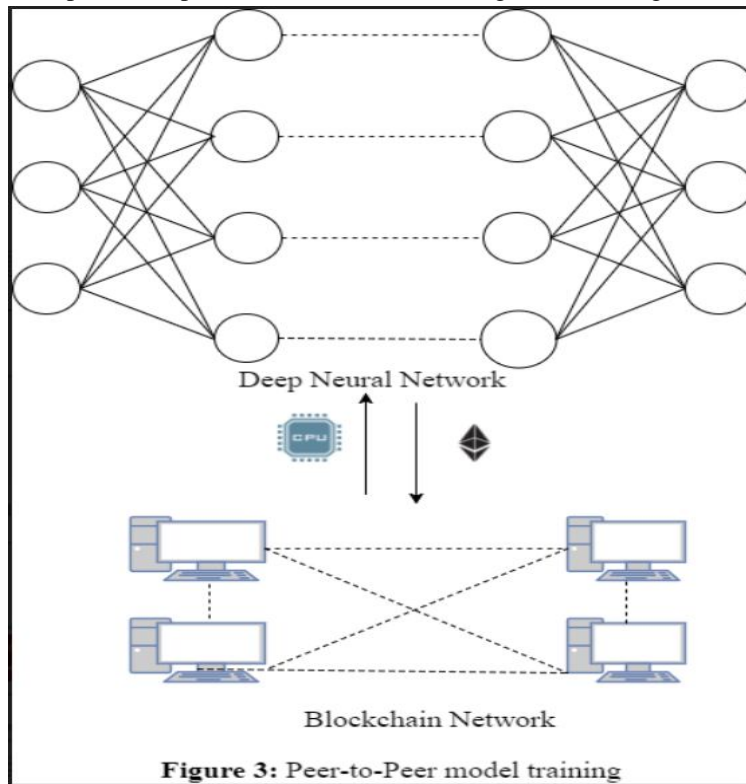 Deep Neural Network
CPU
Blockchain Network
Figure 3: Peer-to-Peer model training